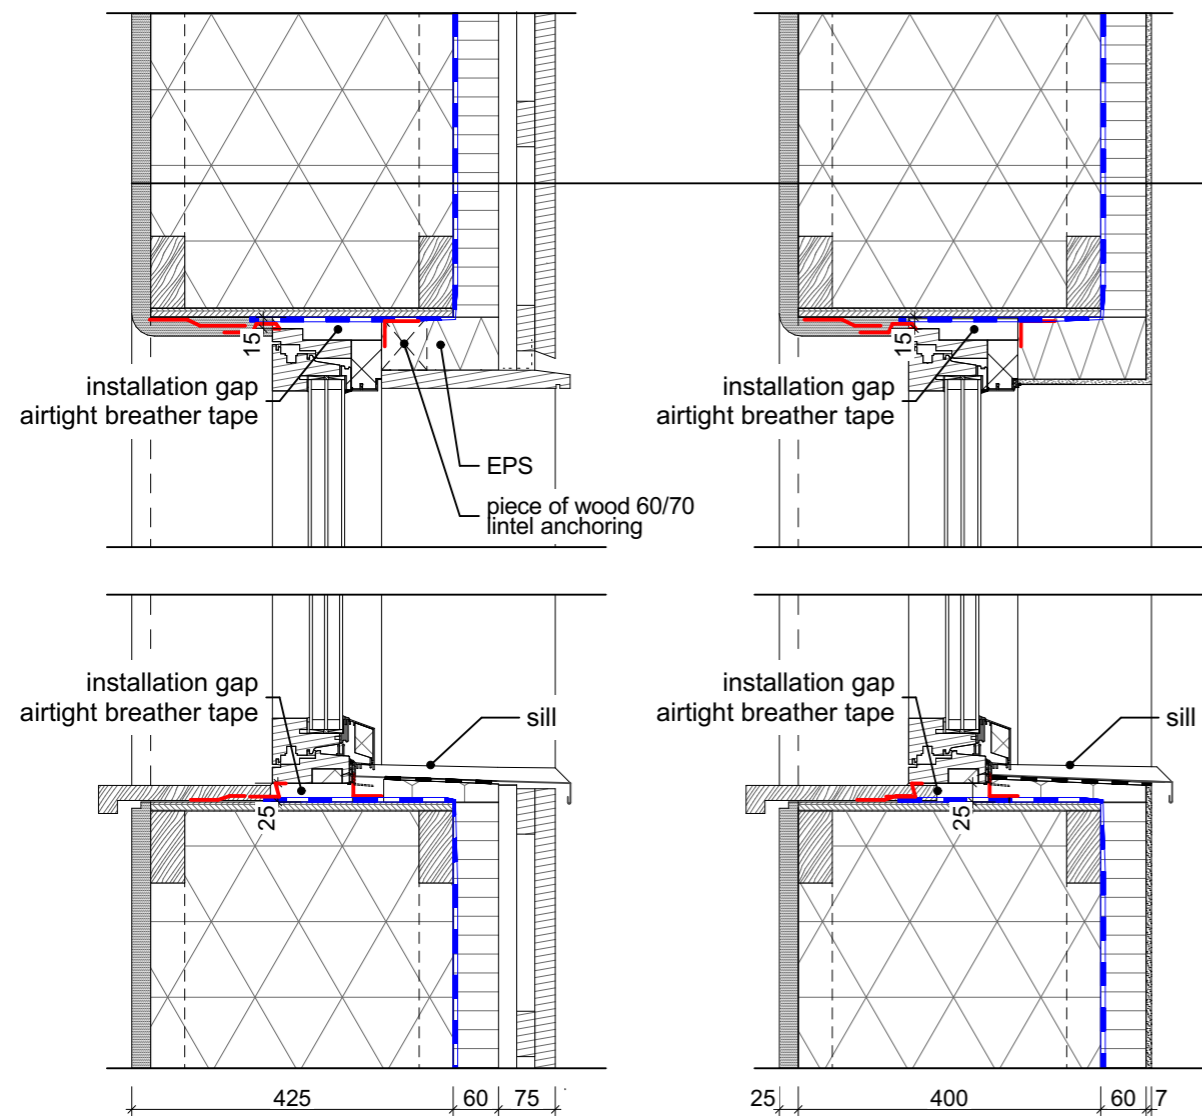 15
installation gap
airtight breather tape
EPS
piece of wood 60/70
lintel anchoring
15
installation gap
airtight breather tape
installation gap
airtight breather tape
sill
25
installation gap
airtight breather tape
sill
25
425 60 75
25 400 60 7